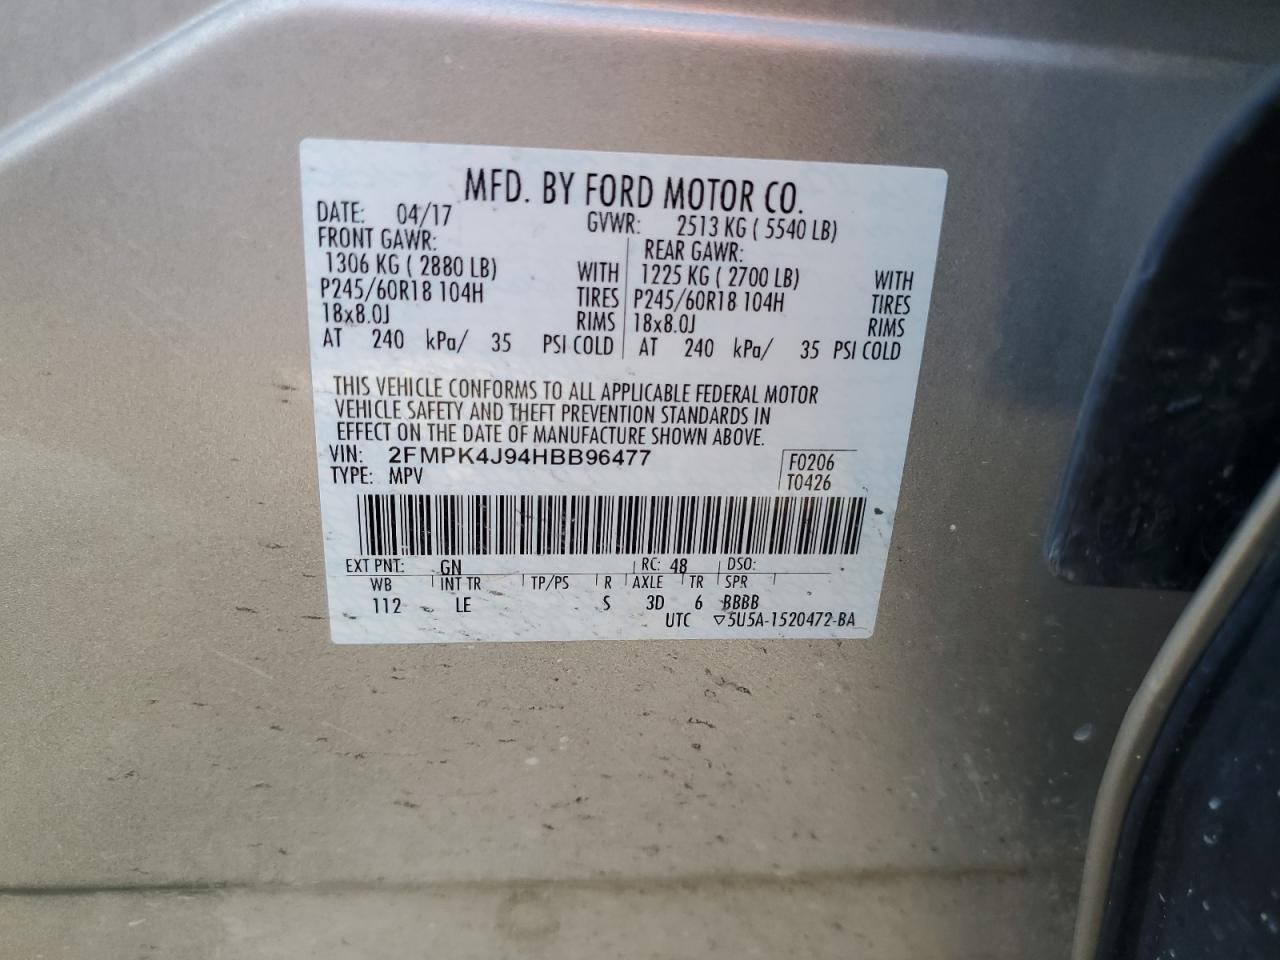 MFD. BY FORD MOTOR CO.
DATE: 04/17 GVWR: 2513 KG ( 5540 LB)
FRONT GAWR: REAR GAWR:
1306 KG ( 2880 LB) WITH 1225 KG ( 2700 LB) WITH
P245/60R18 104H TIRES P245/60R18 104H TIRES
18x8.0J RIMS 18x8.0J RIMS
AT 240 kPa/ 35 PSI COLD AT 240 kPa/ 35 PSI COLD
THIS VEHICLE CONFORMS TO ALL APPLICABLE FEDERAL MOTOR
VEHICLE SAFETY AND THEFT PREVENTION STANDARDS IN
EFFECT ON THE DATE OF MANUFACTURE SHOWN ABOVE.
VIN: 2FMPK4J94HBB96477 F0206
TYPE: MPV T0426
EXT PNT: GN RC: 48 DSO:
WB INT TR TP/PS R AXLE TR SPR
112 LE S 3D 6 BBBB
UTC ▽5U5A-1520472-BA